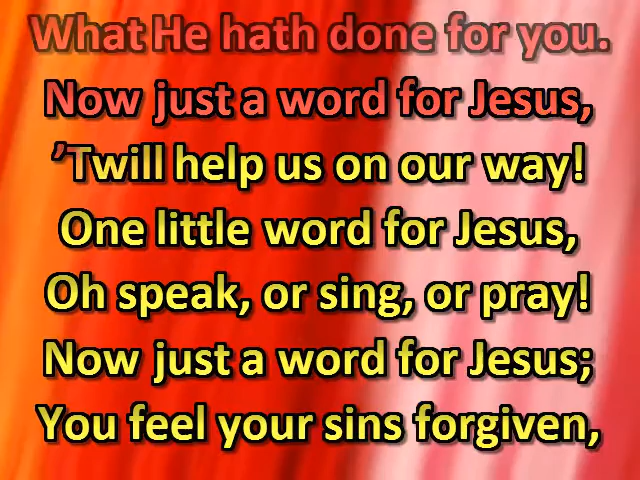 What He hath done for you.
Now just a word for Jesus,
’Twill help us on our way!
One little word for Jesus,
Oh speak, or sing, or pray!
Now just a word for Jesus;
You feel your sins forgiven,